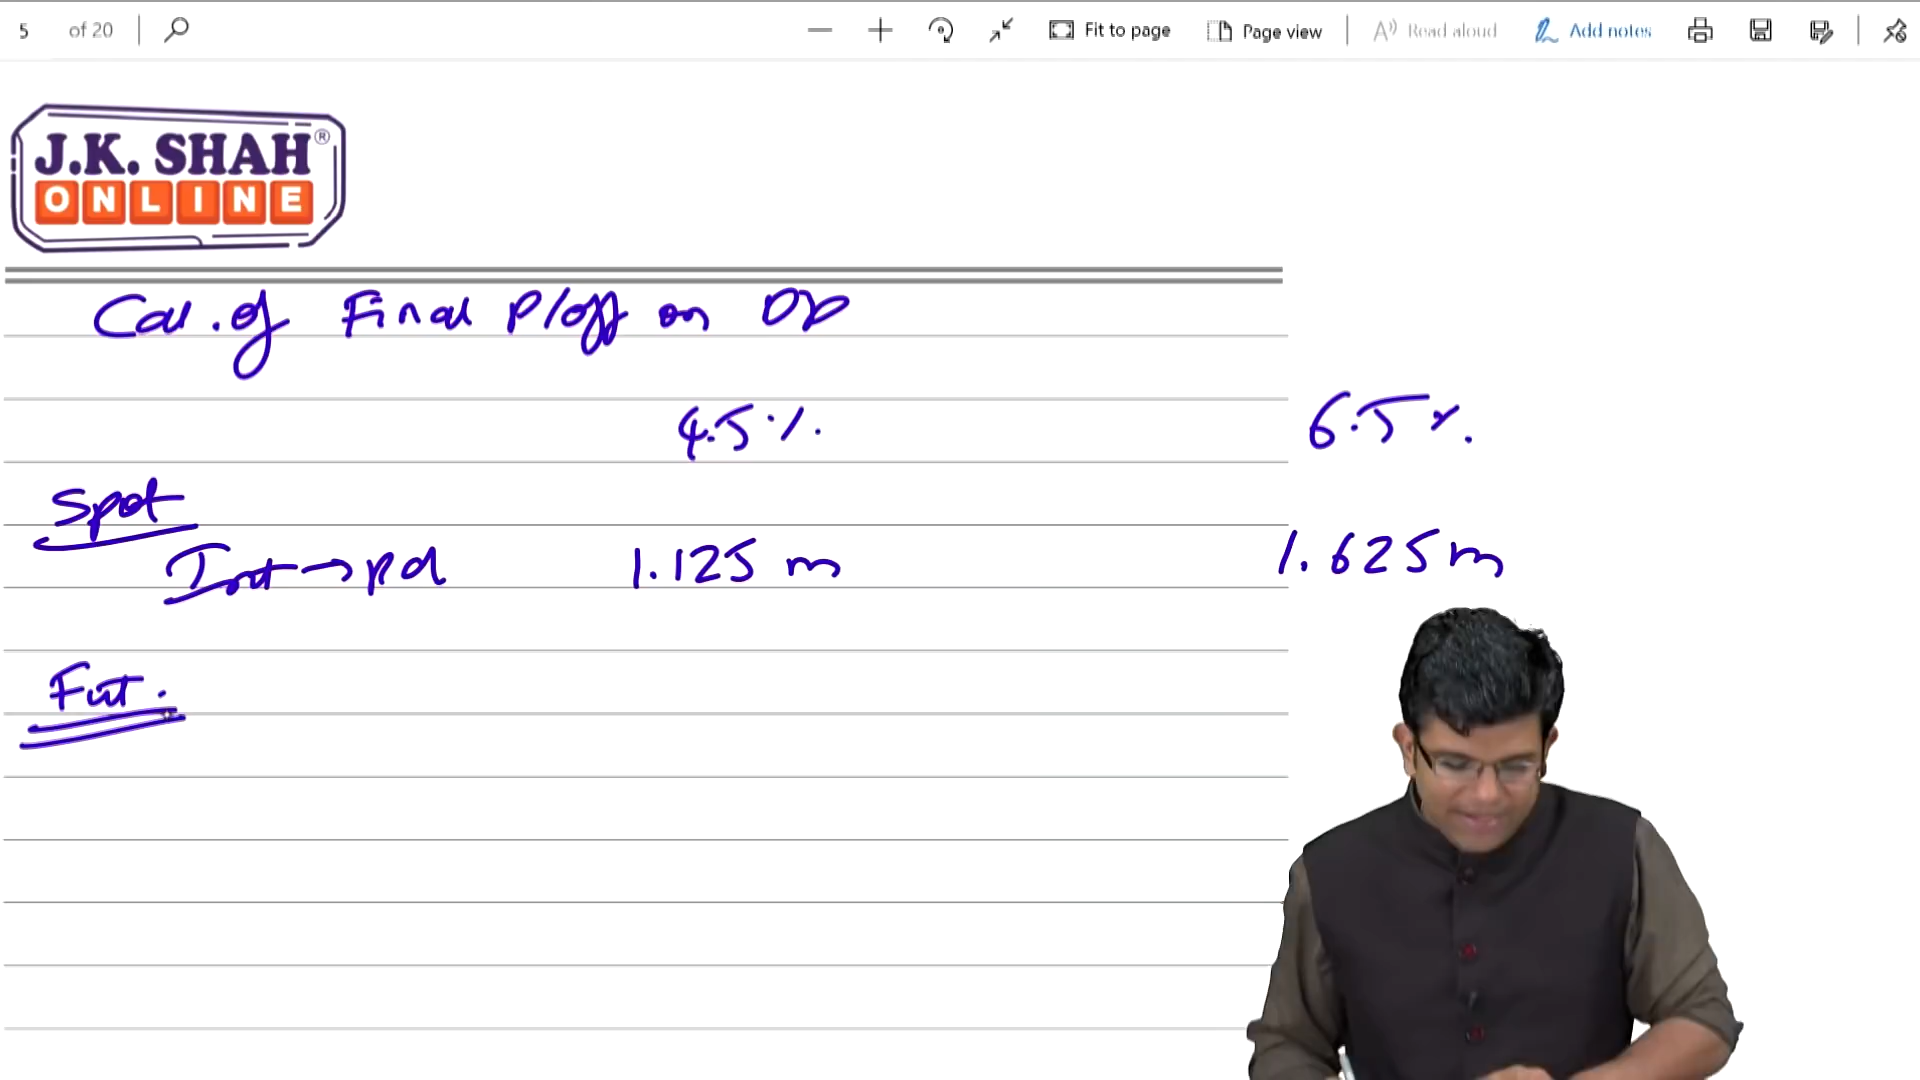 5 of 20 Fit to page Page view Read aloud Add notes
J.K. SHAH®
ONLINE
Cal. of Final P/off on DD
4.5% 6.5%
Spot
Int → pd 1.125 m 1.625 m
Fut.